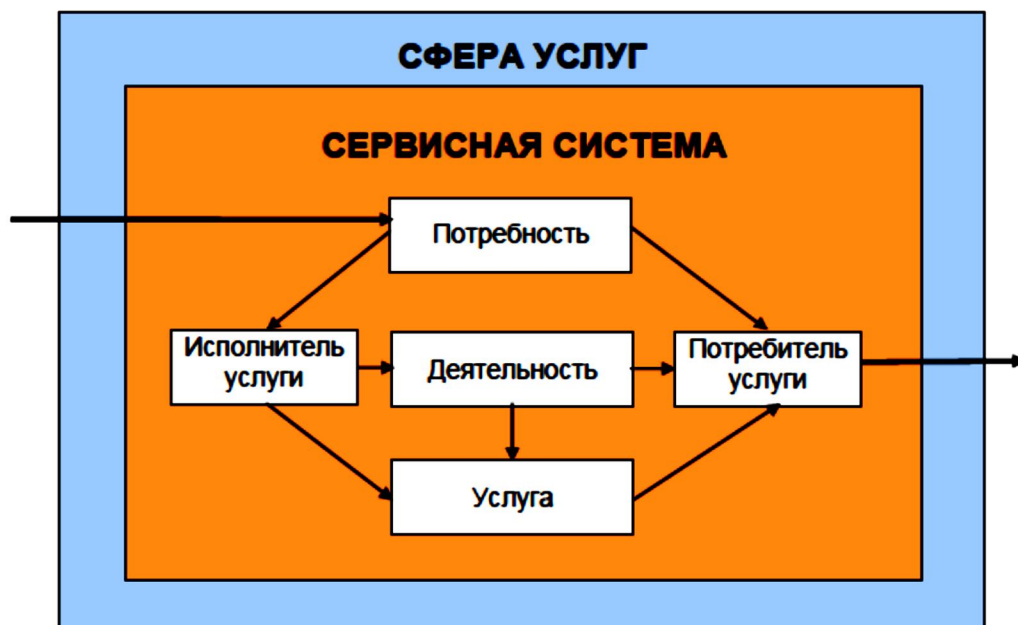 СФЕРА УСЛУГ
СЕРВИСНАЯ СИСТЕМА
Потребность
Исполнитель
услуги
Деятельность
Потребитель
услуги
Услуга